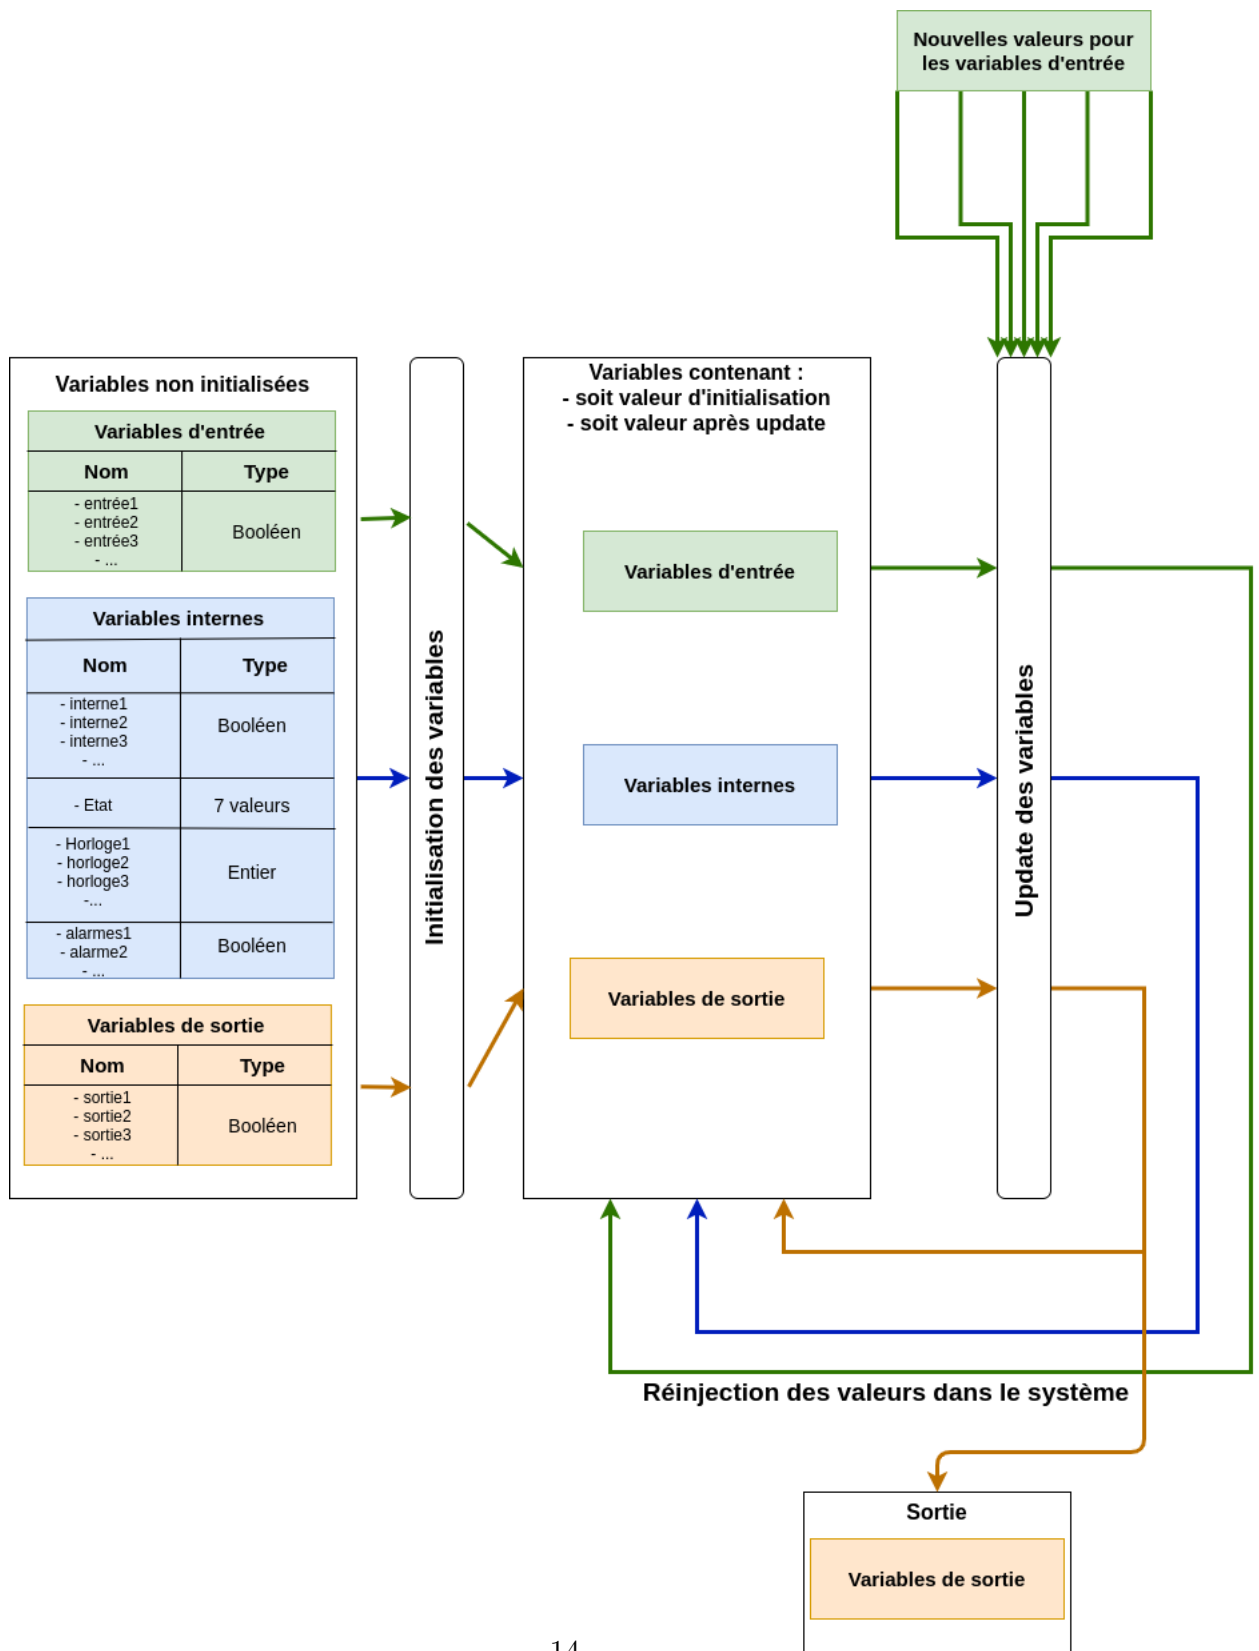 Nouvelles valeurs pour
les variables d'entrée
Variables non initialisées
Variables d'entrée
Nom Type
- entrée1
- entrée2
- entrée3
- ...
Booléen
Variables internes
Nom Type
- interne1
- interne2
- interne3
- ...
Booléen
- Etat 7 valeurs
- Horloge1
- horloge2
- horloge3
-...
Entier
- alarmes1
- alarme2
- ...
Booléen
Variables de sortie
Nom Type
- sortie1
- sortie2
- sortie3
- ...
Booléen
Initialisation des variables
Variables contenant :
- soit valeur d'initialisation
- soit valeur après update
Variables d'entrée
Variables internes
Variables de sortie
Update des variables
Réinjection des valeurs dans le système
Sortie
Variables de sortie
14